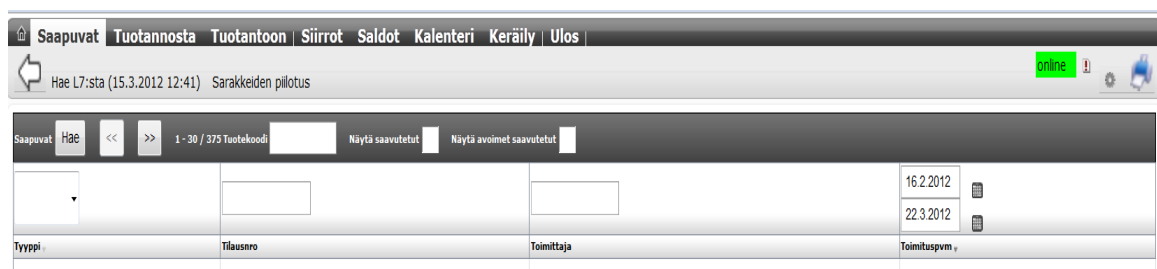 Saapuvat Tuotannosta Tuotantoon Siirrot Saldot Kalenteri Keräily Ulos
Hae L7:sta (15.3.2012 12:41) Sarakkeiden piilotus online
Saapuvat Hae << >> 1 - 30 / 375 Tuotekoodi Näytä saavutetut Näytä avoimet saavutetut
16.2.2012
22.3.2012
Tyyppi Tilausnro Toimittaja Toimituspvm